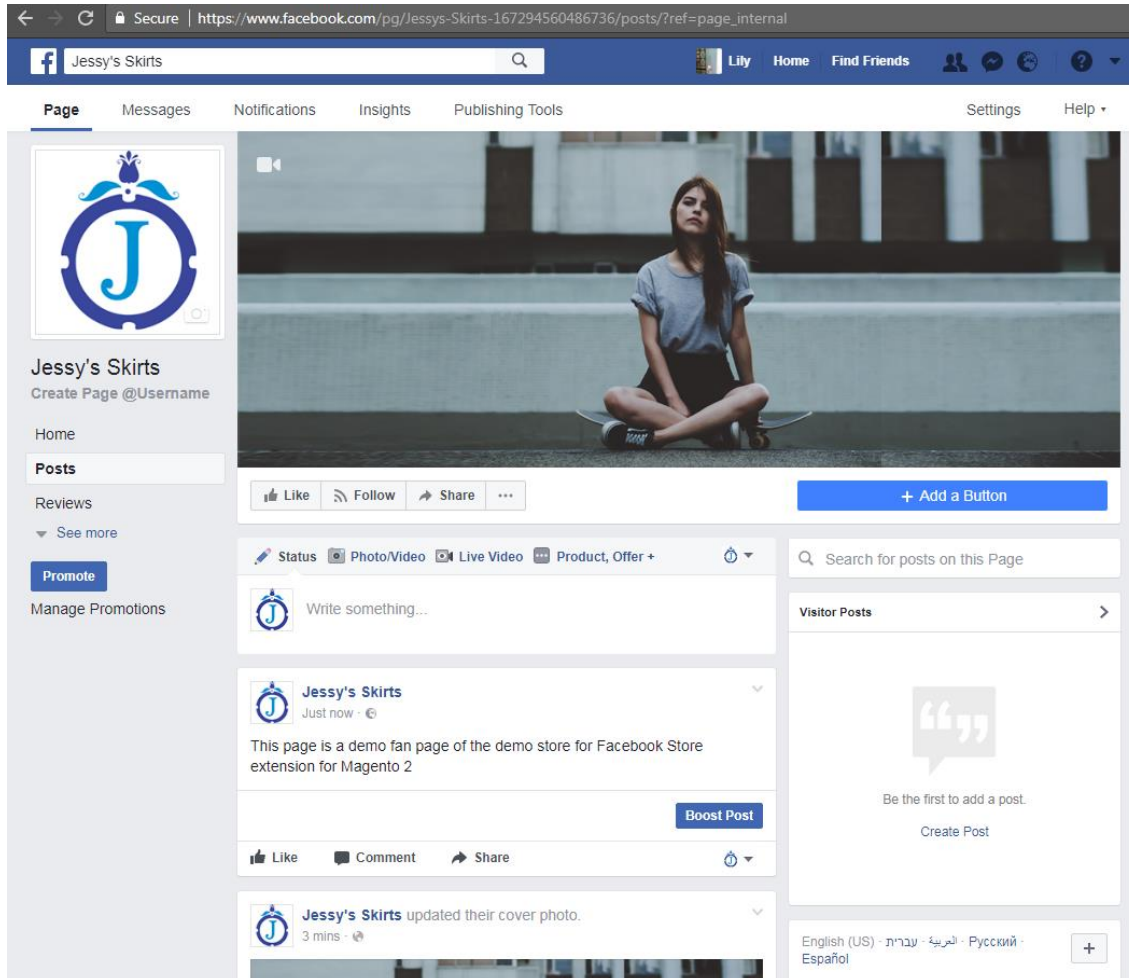 Secure | https://www.facebook.com/pg/Jessys-Skirts-167294560486736/posts/?ref=page_internal
f Jessy's Skirts Lily Home Find Friends ?
Page Messages Notifications Insights Publishing Tools Settings Help
J
Jessy's Skirts
Create Page @Username
Home
Posts
Reviews
See more
Promote
Manage Promotions
Like Follow Share ... + Add a Button
Status Photo/Video Live Video Product, Offer +
Write something...
Jessy's Skirts
Just now ·
This page is a demo fan page of the demo store for Facebook Store
extension for Magento 2
Boost Post
Like Comment Share
Jessy's Skirts updated their cover photo.
3 mins ·
Search for posts on this Page
Visitor Posts
Be the first to add a post.
Create Post
English (US) · עברית · العربية · Русский ·
Español
+